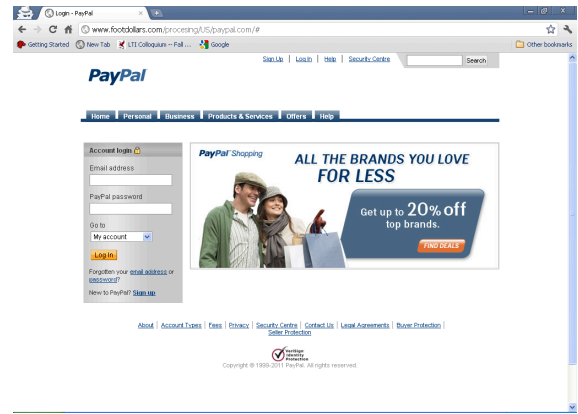 Login - PayPal
www.footdollars.com/procesing/US/paypal.com/#
Getting Started New Tab LTI Colloquium -- Fall ... Google Other bookmarks
Sign Up | Log In | Help | Security Centre Search
PayPal
Home Personal Business Products & Services Offers Help
Account login
Email address
PayPal password
Go to
My account
Log In
Forgotten your email address or
password?
New to PayPal? Sign up
PayPal Shopping
ALL THE BRANDS YOU LOVE
FOR LESS
Get up to 20% off
top brands.
FIND DEALS
About | Account Types | Fees | Privacy | Security Centre | Contact Us | Legal Agreements | Buyer Protection |
Seller Protection
VeriSign
Identity
Protection
Copyright © 1999-2011 PayPal. All rights reserved.